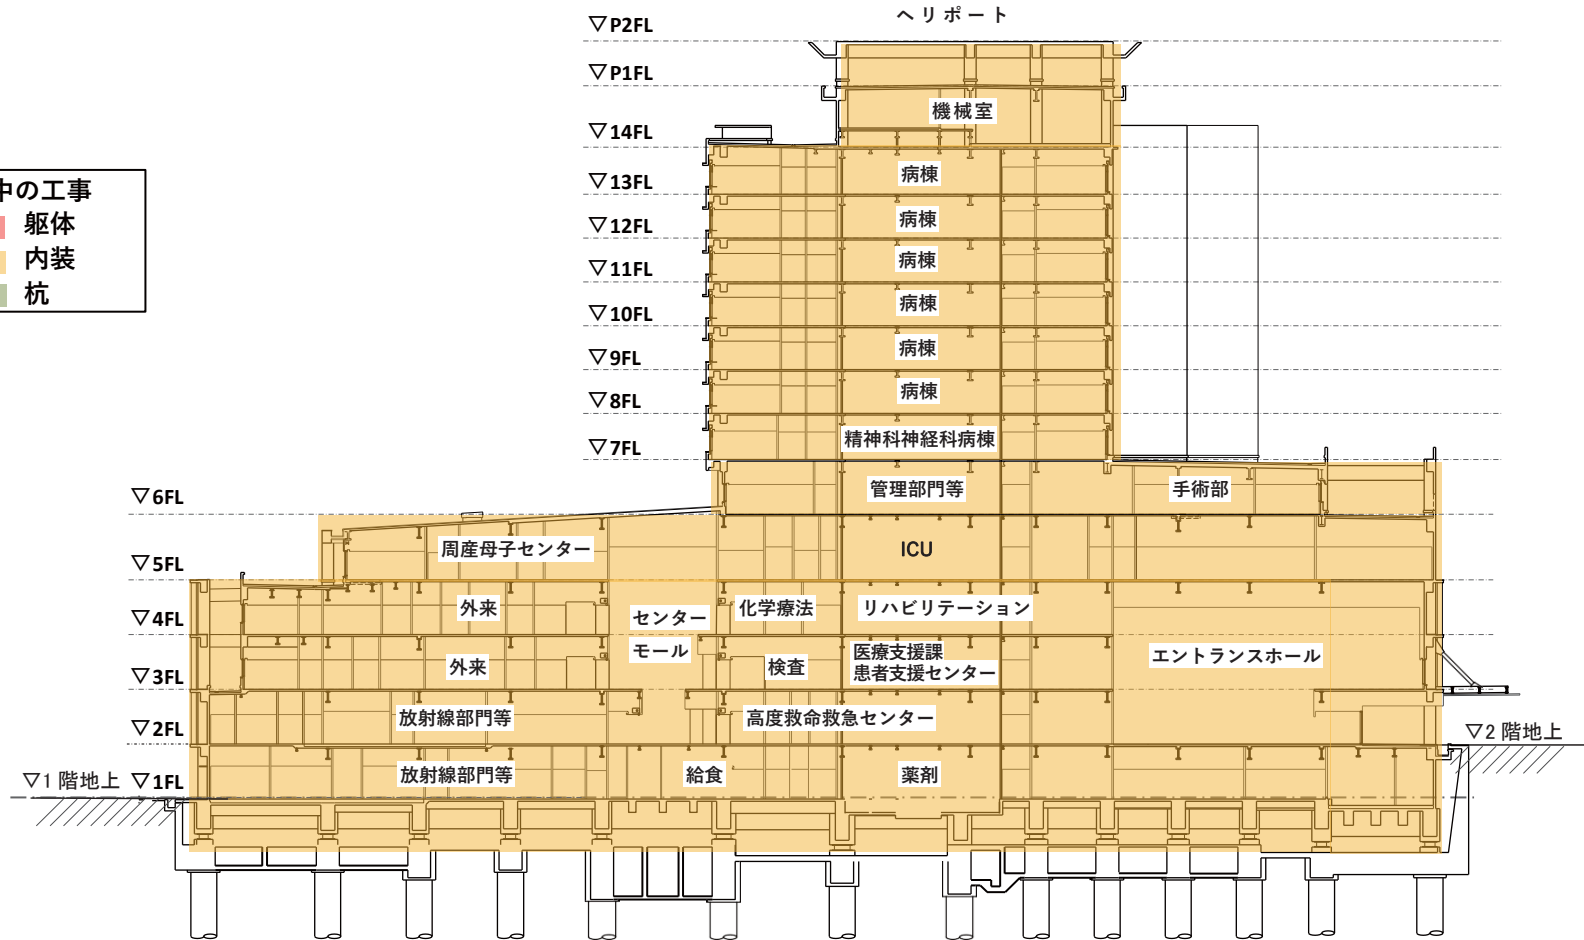 ヘリポート
▽P2FL
▽P1FL
機械室
▽14FL
中の工事
躯体
内装
杭
病棟
▽13FL
病棟
▽12FL
病棟
▽11FL
病棟
▽10FL
病棟
▽9FL
病棟
▽8FL
精神科神経科病棟
▽7FL
管理部門等
手術部
▽6FL
周産母子センター
ICU
▽5FL
外来
センター
モール
化学療法
リハビリテーション
▽4FL
外来
検査
医療支援課
患者支援センター
エントランスホール
▽3FL
放射線部門等
高度救命救急センター
▽2FL
▽2階地上
放射線部門等
給食
薬剤
▽1階地上
▽1FL